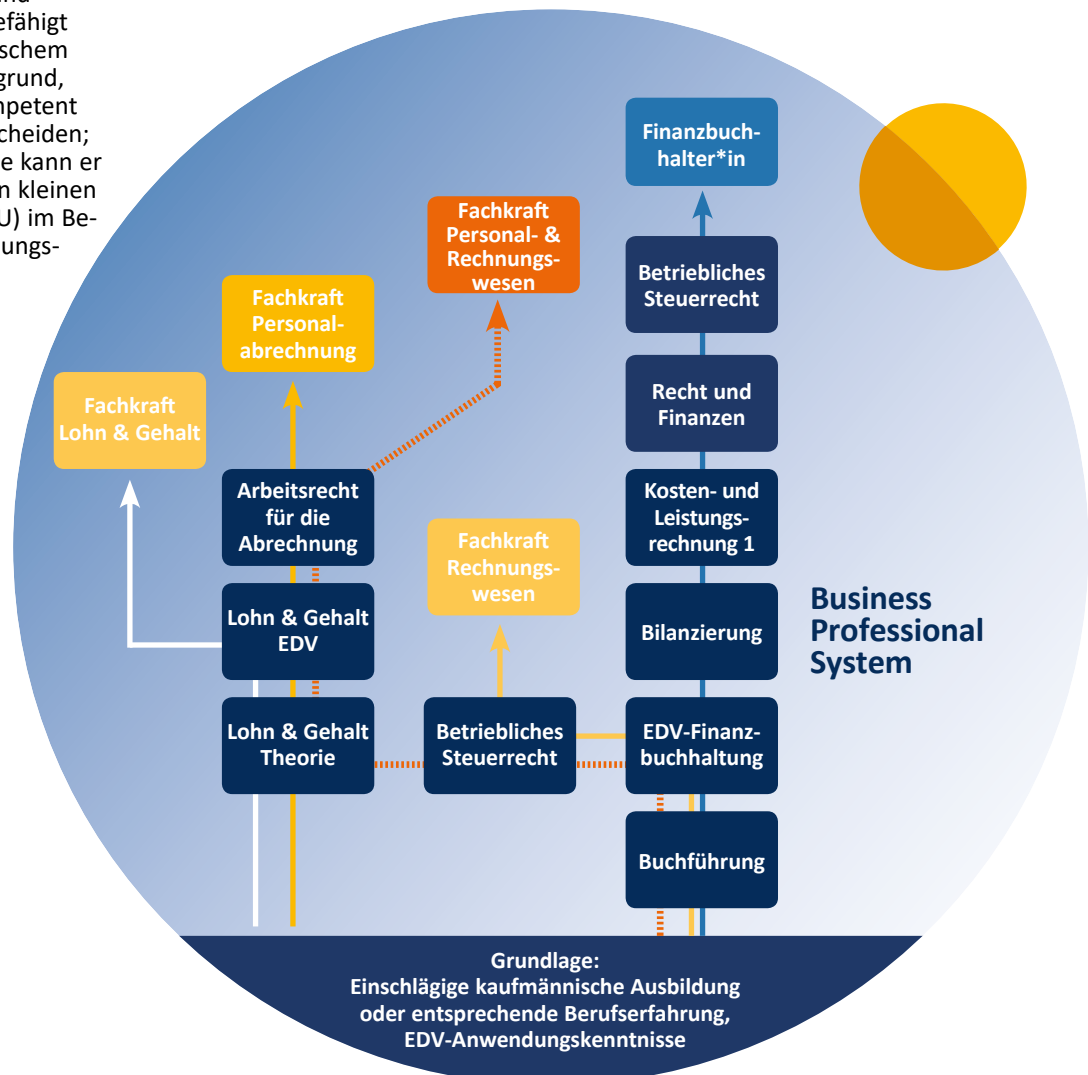 efähigt
schem
grund,
npetent
scheiden;
e kann er
n kleinen
U) im Be-
nungs-
Finanzbuch-
halter*in
Fachkraft
Personal- &
Rechnungs-
wesen
Betriebliches
Steuerrecht
Fachkraft
Personal-
abrechnung
Recht und
Finanzen
Fachkraft
Lohn & Gehalt
Arbeitsrecht
für die
Abrechnung
Kosten- und
Leistungs-
rechnung 1
Fachkraft
Rechnungs-
wesen
Lohn & Gehalt
EDV
Bilanzierung
Business
Professional
System
Lohn & Gehalt
Theorie
Betriebliches
Steuerrecht
EDV-Finanz-
buchhaltung
Buchführung
Grundlage:
Einschlägige kaufmännische Ausbildung
oder entsprechende Berufserfahrung,
EDV-Anwendungskenntnisse